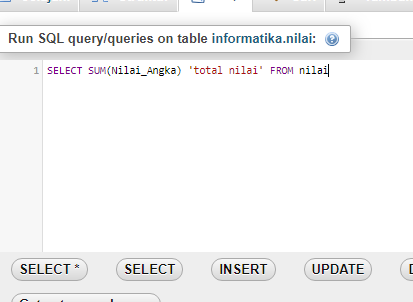 Run SQL query/queries on table informatika.nilai:
1 SELECT SUM(Nilai_Angka) 'total nilai' FROM nilai
SELECT * SELECT INSERT UPDATE